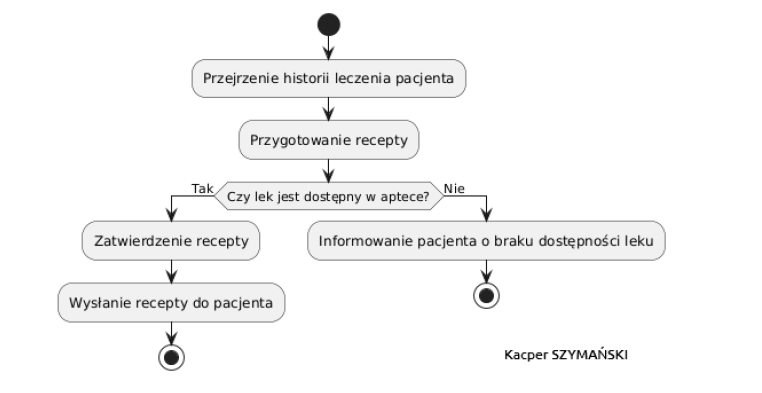 Przejrzenie historii leczenia pacjenta
Przygotowanie recepty
Tak
Czy lek jest dostępny w aptece?
Nie
Zatwierdzenie recepty
Informowanie pacjenta o braku dostępności leku
Wysłanie recepty do pacjenta
Kacper SZYMAŃSKI